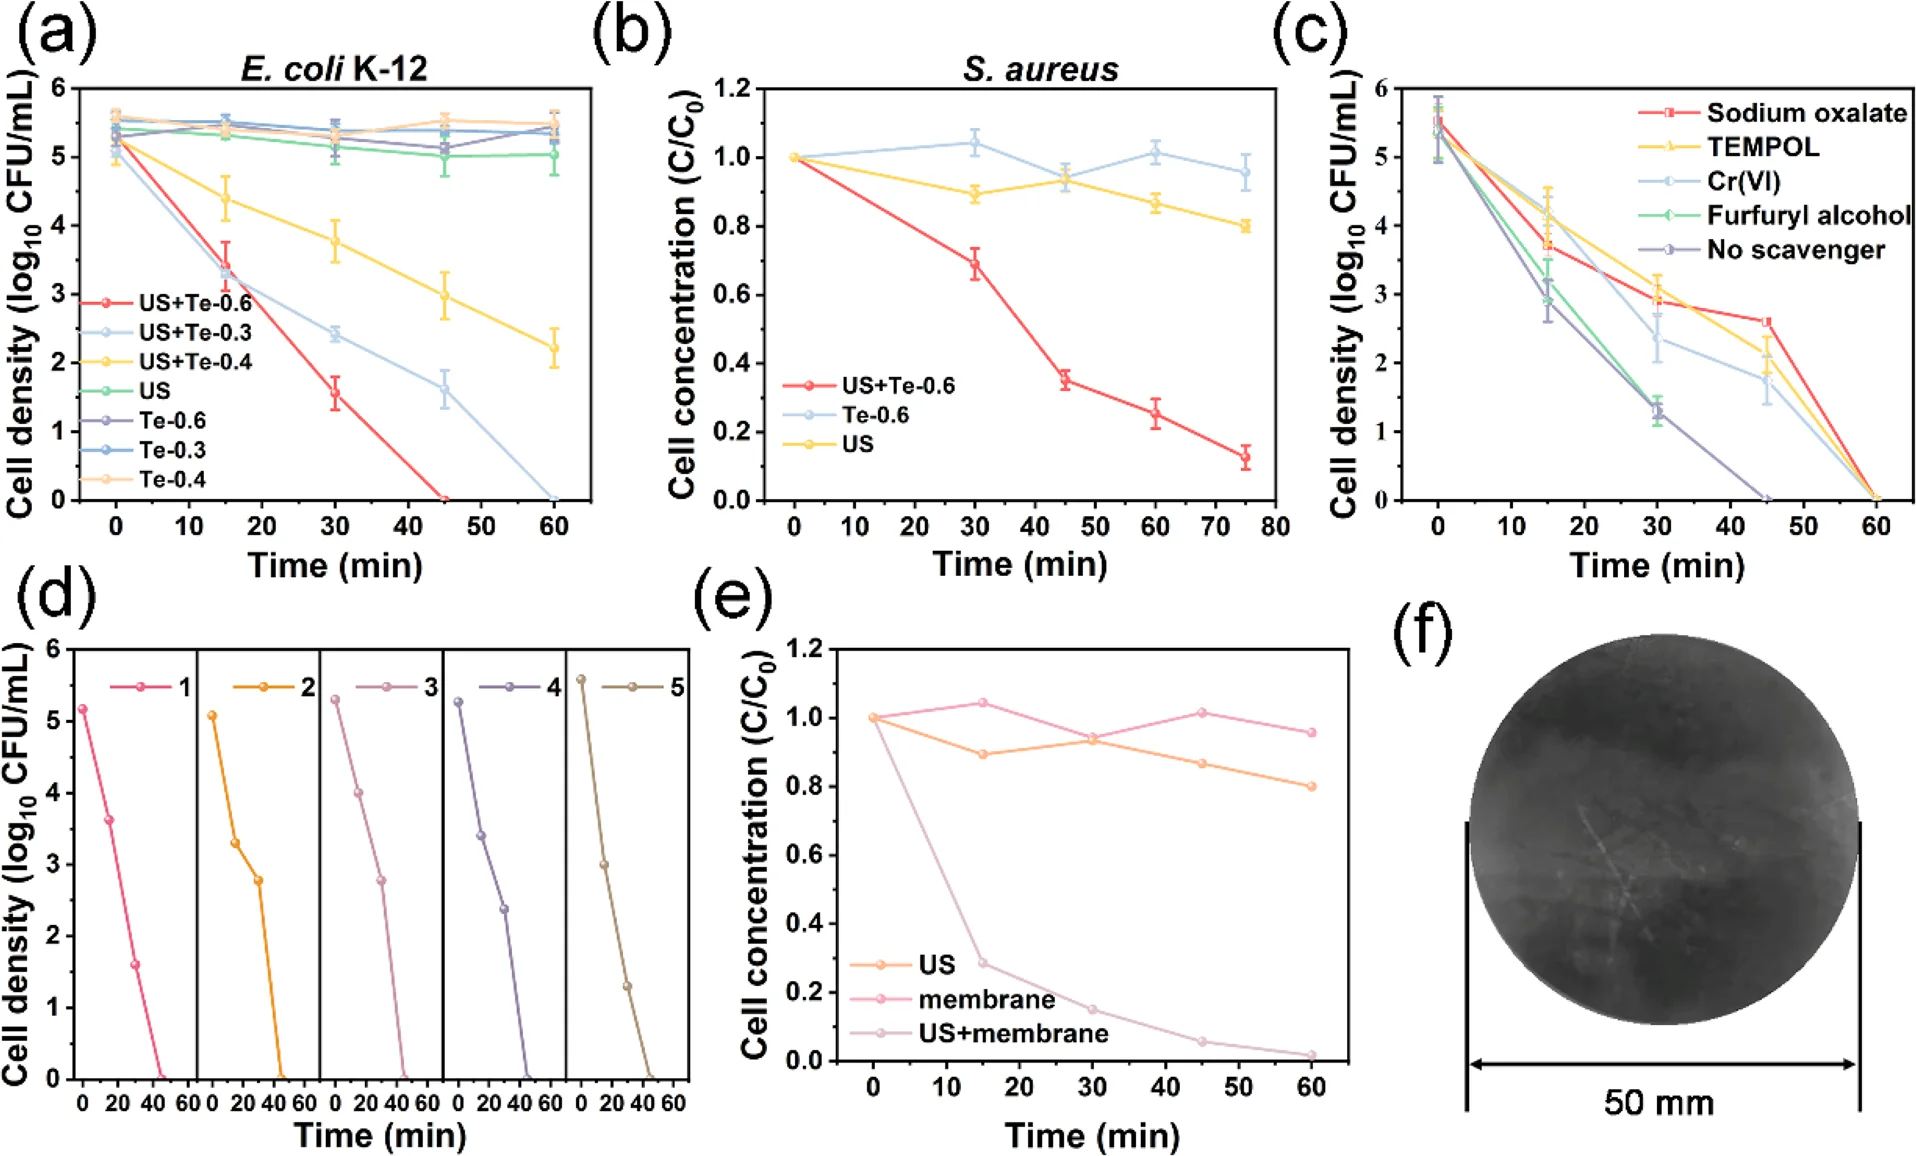 (a)
E. coli K-12
Cell density (log10 CFU/mL)
6
5
4
3
2
1
0
US+Te-0.6
US+Te-0.3
US+Te-0.4
US
Te-0.6
Te-0.3
Te-0.4
0 10 20 30 40 50 60
Time (min)
(b)
S. aureus
Cell concentration (C/C0)
1.2
1.0
0.8
0.6
0.4
0.2
0.0
US+Te-0.6
Te-0.6
US
0 10 20 30 40 50 60 70 80
Time (min)
(c)
Cell density (log10 CFU/mL)
6
5
4
3
2
1
0
Sodium oxalate
TEMPOL
Cr(VI)
Furfuryl alcohol
No scavenger
0 10 20 30 40 50 60
Time (min)
(d)
Cell density (log10 CFU/mL)
6
5
4
3
2
1
0
1 2 3 4 5
0 20 40 60 0 20 40 60 0 20 40 60 0 20 40 60 0 20 40 60
Time (min)
(e)
Cell concentration (C/C0)
1.2
1.0
0.8
0.6
0.4
0.2
0.0
US
membrane
US+membrane
0 10 20 30 40 50 60
Time (min)
(f)
50 mm